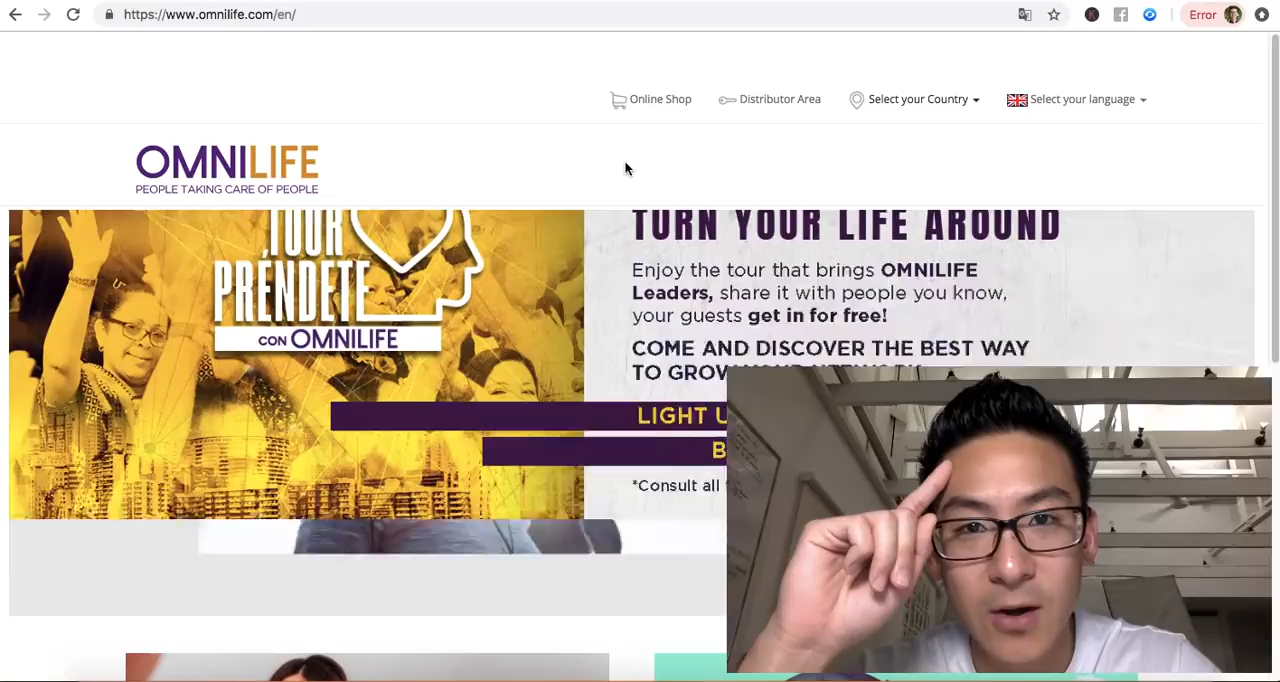 https://www.omnilife.com/en/
Error
Online Shop
Distributor Area
Select your Country
Select your language
OMNILIFE
PEOPLE TAKING CARE OF PEOPLE
TOUR
PRÉNDETE
CON OMNILIFE
TURN YOUR LIFE AROUND
Enjoy the tour that brings OMNILIFE
Leaders, share it with people you know,
your guests get in for free!
COME AND DISCOVER THE BEST WAY
TO GROW
LIGHT U
B
*Consult all